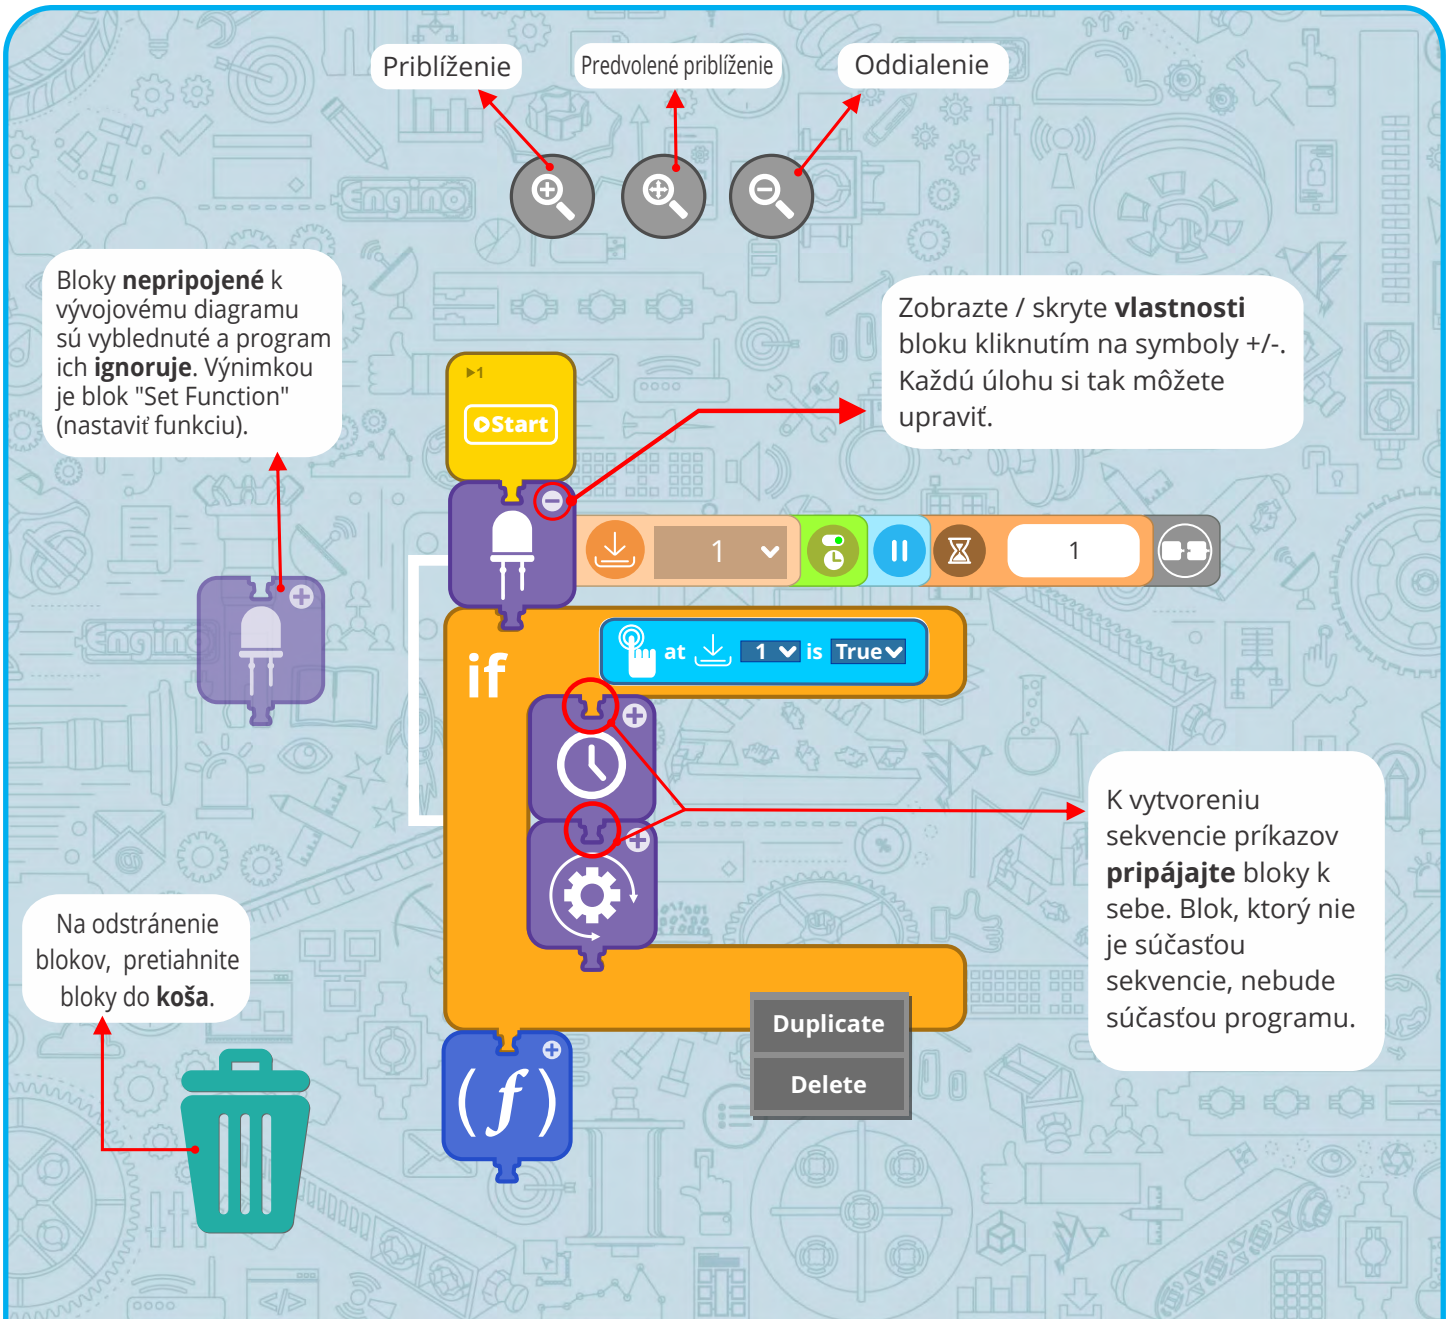 Priblíženie
Predvolené priblíženie
Oddialenie
Bloky nepripojené k
vývojovému diagramu
sú vyblednuté a program
ich ignoruje. Výnimkou
je blok "Set Function"
(nastaviť funkciu).
Zobrazte / skryte vlastnosti
bloku kliknutím na symboly +/-.
Každú úlohu si tak môžete
upraviť.
1
Start
1
1
if
at 1 is True
K vytvoreniu
sekvencie príkazov
pripájajte bloky k
sebe. Blok, ktorý nie
je súčasťou
sekvencie, nebude
súčasťou programu.
Na odstránenie
blokov, pretiahnite
bloky do koša.
Duplicate
Delete
(f)
Engino
Engino